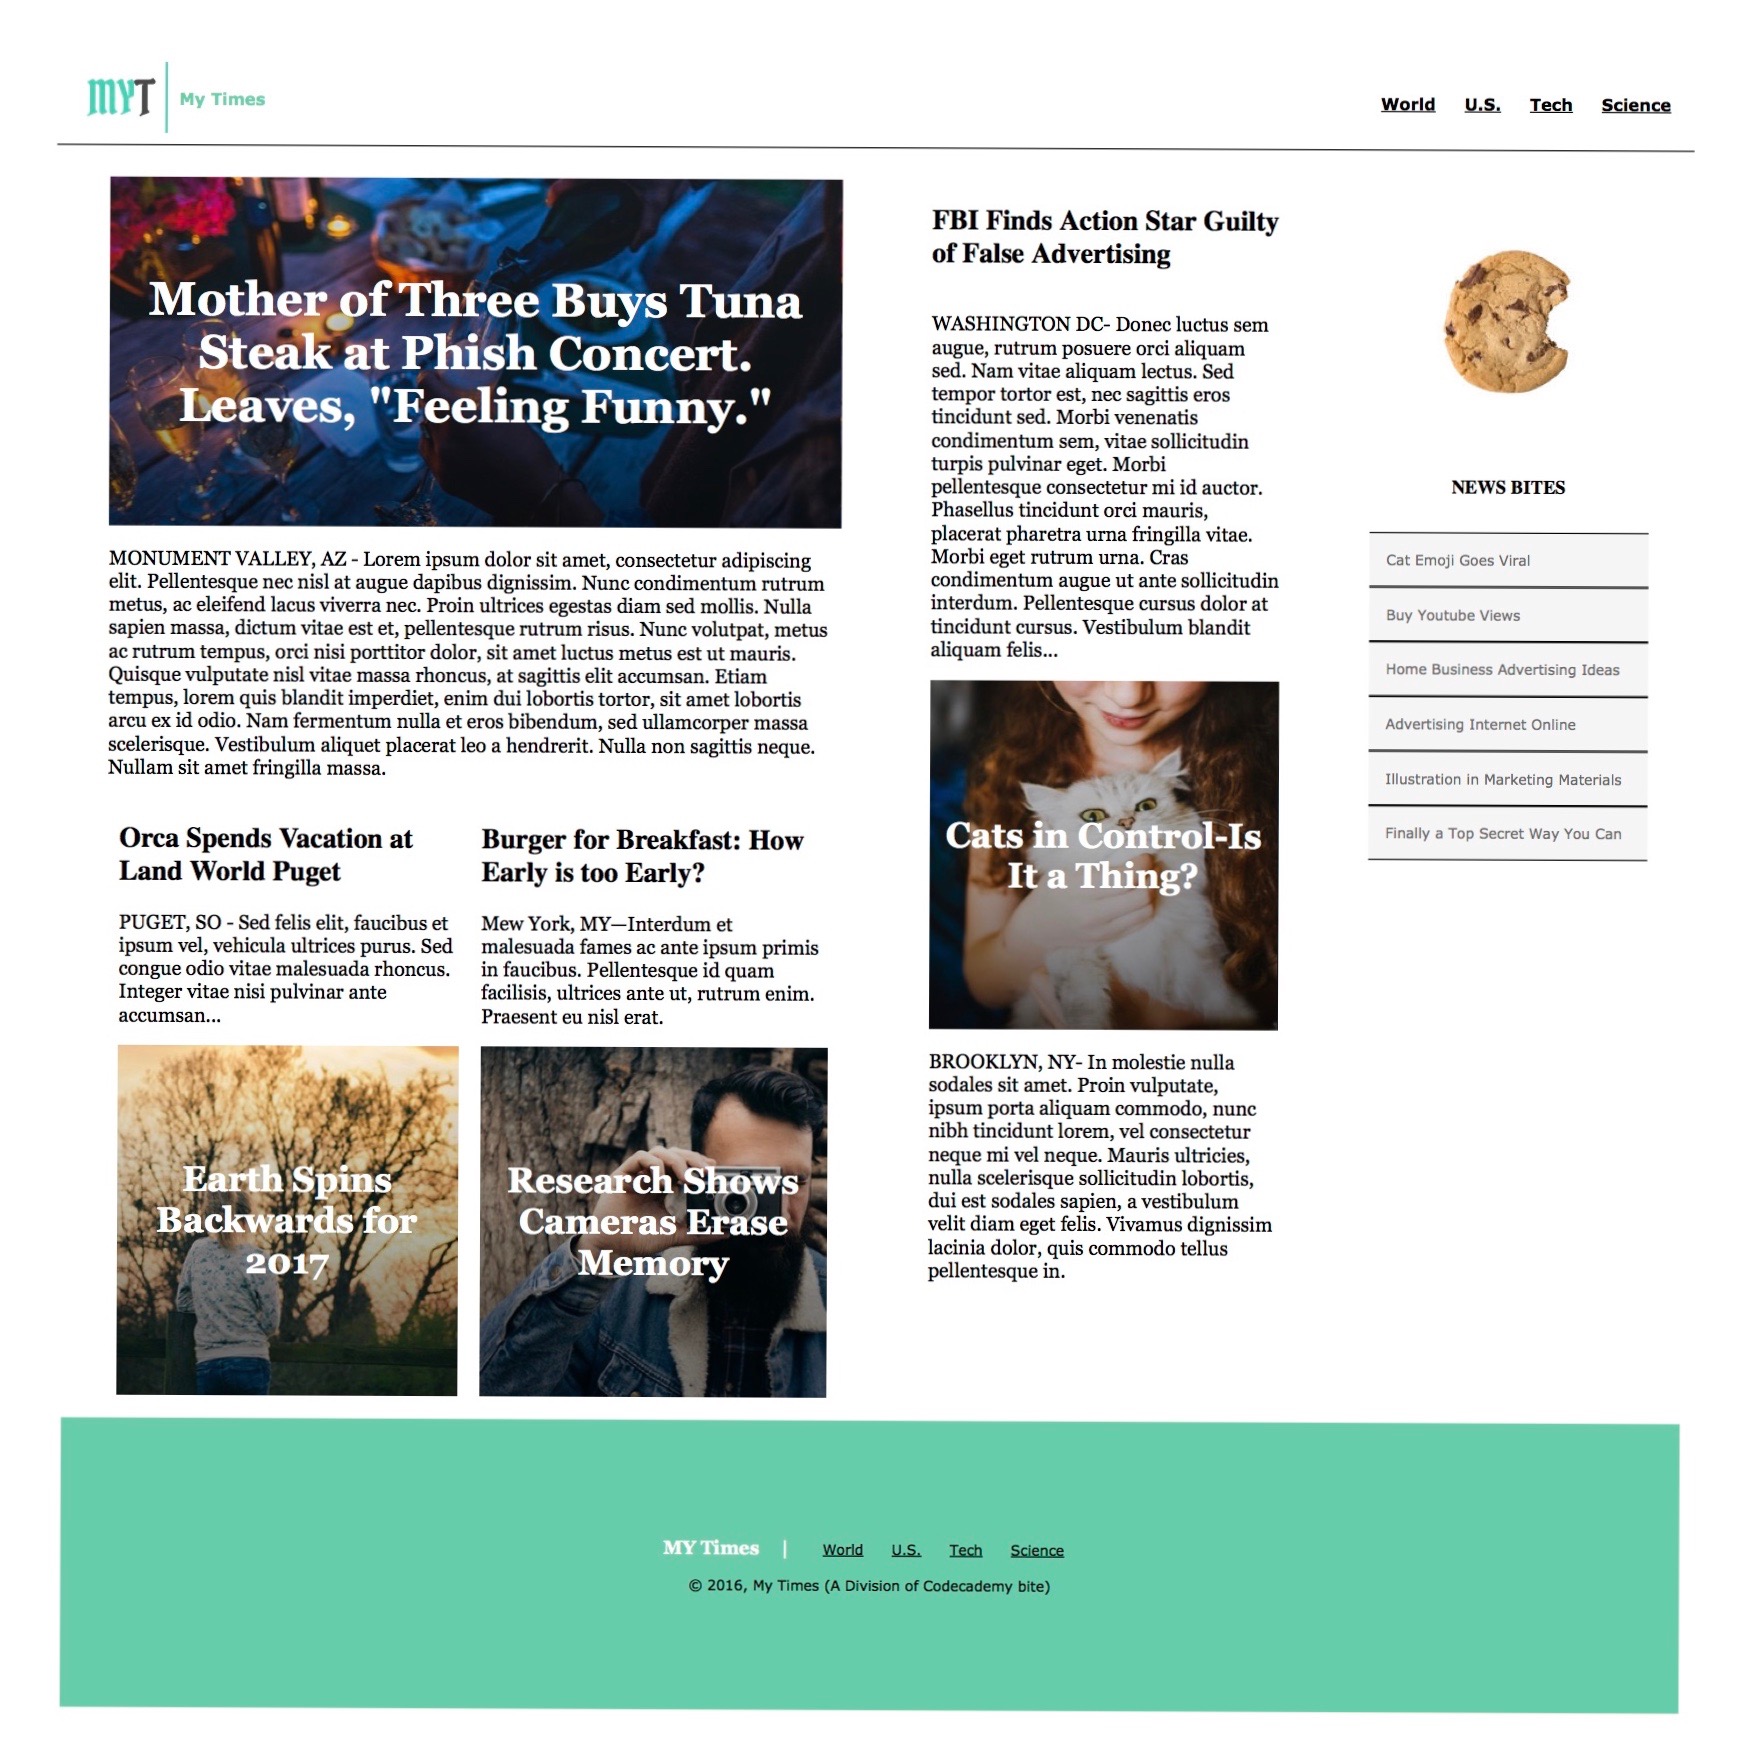 MYT
My Times
World U.S. Tech Science
Mother of Three Buys Tuna
Steak at Phish Concert.
Leaves, "Feeling Funny."
MONUMENT VALLEY, AZ - Lorem ipsum dolor sit amet, consectetur adipiscing
elit. Pellentesque nec nisl at augue dapibus dignissim. Nunc condimentum rutrum
metus, ac eleifend lacus viverra nec. Proin ultrices egestas diam sed mollis. Nulla
sapien massa, dictum vitae est et, pellentesque rutrum risus. Nunc volutpat, metus
ac rutrum tempus, orci nisi porttitor dolor, sit amet luctus metus est ut mauris.
Quisque vulputate nisl vitae massa rhoncus, at sagittis elit accumsan. Etiam
tempus, lorem quis blandit imperdiet, enim dui lobortis tortor, sit amet lobortis
arcu ex id odio. Nam fermentum nulla et eros bibendum, sed ullamcorper massa
scelerisque. Vestibulum aliquet placerat leo a hendrerit. Nulla non sagittis neque.
Nullam sit amet fringilla massa.
Orca Spends Vacation at
Land World Puget
PUGET, SO - Sed felis elit, faucibus et
ipsum vel, vehicula ultrices purus. Sed
congue odio vitae malesuada rhoncus.
Integer vitae nisi pulvinar ante
accumsan...
Burger for Breakfast: How
Early is too Early?
Mew York, MY—Interdum et
malesuada fames ac ante ipsum primis
in faucibus. Pellentesque id quam
facilisis, ultrices ante ut, rutrum enim.
Praesent eu nisl erat.
Earth Spins
Backwards for
2017
Research Shows
Cameras Erase
Memory
FBI Finds Action Star Guilty
of False Advertising
WASHINGTON DC- Donec luctus sem
augue, rutrum posuere orci aliquam
sed. Nam vitae aliquam lectus. Sed
tempor tortor est, nec sagittis eros
tincidunt sed. Morbi venenatis
condimentum sem, vitae sollicitudin
turpis pulvinar eget. Morbi
pellentesque consectetur mi id auctor.
Phasellus tincidunt orci mauris,
placerat pharetra urna fringilla vitae.
Morbi eget rutrum urna. Cras
condimentum augue ut ante sollicitudin
interdum. Pellentesque cursus dolor at
tincidunt cursus. Vestibulum blandit
aliquam felis...
Cats in Control-Is
It a Thing?
BROOKLYN, NY- In molestie nulla
sodales sit amet. Proin vulputate,
ipsum porta aliquam commodo, nunc
nibh tincidunt lorem, vel consectetur
neque mi vel neque. Mauris ultricies,
nulla scelerisque sollicitudin lobortis,
dui est sodales sapien, a vestibulum
velit diam eget felis. Vivamus dignissim
lacinia dolor, quis commodo tellus
pellentesque in.
NEWS BITES
Cat Emoji Goes Viral
Buy Youtube Views
Home Business Advertising Ideas
Advertising Internet Online
Illustration in Marketing Materials
Finally a Top Secret Way You Can
MY Times | World U.S. Tech Science
© 2016, My Times (A Division of Codecademy bite)